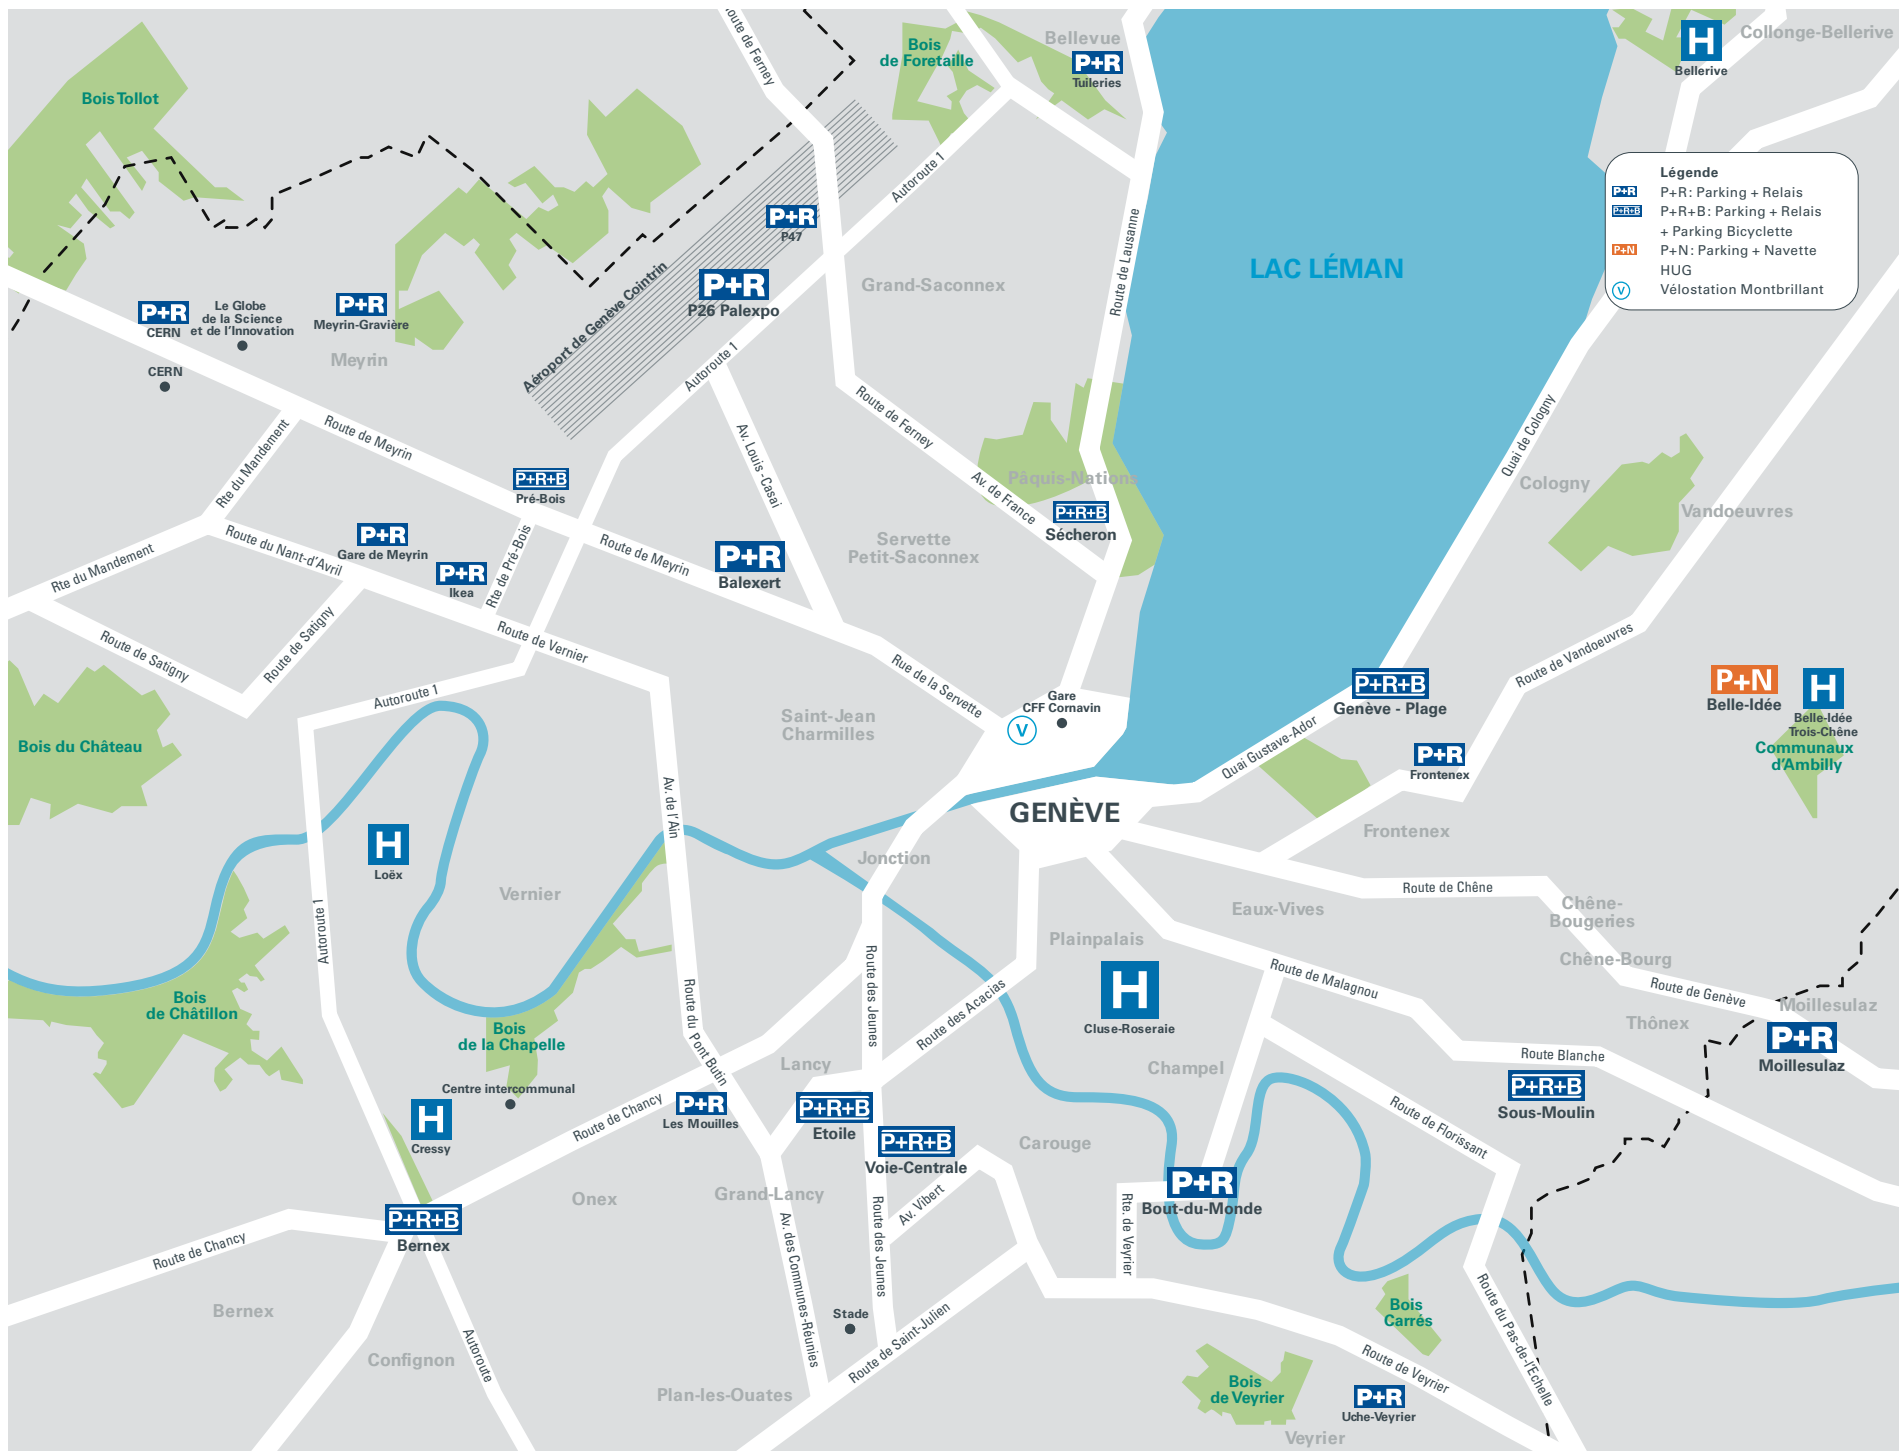 Route de Ferney
Bois
de Foretaille
Bellevue
P+R
Tuileries
H
Bellerive
Collonge-Bellerive
Bois Tollot
Autoroute 1
Légende
P+R P+R: Parking + Relais
P+R+B P+R+B: Parking + Relais
+ Parking Bicyclette
P+N P+N: Parking + Navette
HUG
V Vélostation Montbrillant
P+R
P47
Route de Lausanne
LAC LÉMAN
Aéroport de Genève Cointrin
P+R
P26 Palexpo
Grand-Saconnex
P+R
CERN
Le Globe
de la Science
et de l'Innovation
P+R
Meyrin-Gravière
Meyrin
CERN
Autoroute 1
Route de Meyrin
Rte du Mandement
Route de Ferney
Av. Louis-Casaï
Quai de Cologny
Cologny
Vandoeuvres
P+R+B
Pré-Bois
Pâquis-Nations
Av. de France
P+R+B
Sécheron
Route du Nant-d'Avril
P+R
Gare de Meyrin
Rte de Pré-Bois
Route de Meyrin
P+R
Balexert
Servette
Petit-Saconnex
Rte du Mandement
P+R
Ikea
Route de Satigny
Route de Satigny
Route de Vernier
Rue de la Servette
Route de Vandoeuvres
P+N
Belle-Idée
H
Belle-Idée
Trois-Chêne
Communaux
d'Ambilly
Autoroute 1
Gare
CFF Cornavin
V
P+R+B
Genève - Plage
Saint-Jean
Charmilles
Bois du Château
Quai Gustave-Ador
P+R
Frontenex
Av. de l'Ain
GENÈVE
Frontenex
H
Loëx
Jonction
Vernier
Route de Chêne
Eaux-Vives
Chêne-
Bougeries
Autoroute 1
Plainpalais
Chêne-Bourg
Route des Jeunes
H
Cluse-Roseraie
Route de Malagnou
Route de Genève
Moillesulaz
Bois
de Châtillon
Route du Pont Butin
Route des Acacias
Thônex
P+R
Moillesulaz
Bois
de la Chapelle
Lancy
Champel
Route Blanche
Centre intercommunal
P+R+B
Sous-Moulin
H
Cressy
Route de Chancy
P+R
Les Mouilles
P+R+B
Etoile
P+R+B
Voie-Centrale
Carouge
Route de Florissant
Onex
Grand-Lancy
P+R
Bout-du-Monde
P+R+B
Bernex
Av. Vibert
Rte. de Veyrier
Route de Chancy
Av. des Communes-Réunies
Route des Jeunes
Bernex
Stade
Bois
Carrés
Route du Pas-de-l'Echelle
Autoroute
Confignon
Route de Saint-Julien
Route de Veyrier
Plan-les-Ouates
Bois
de Veyrier
P+R
Uche-Veyrier
Veyrier